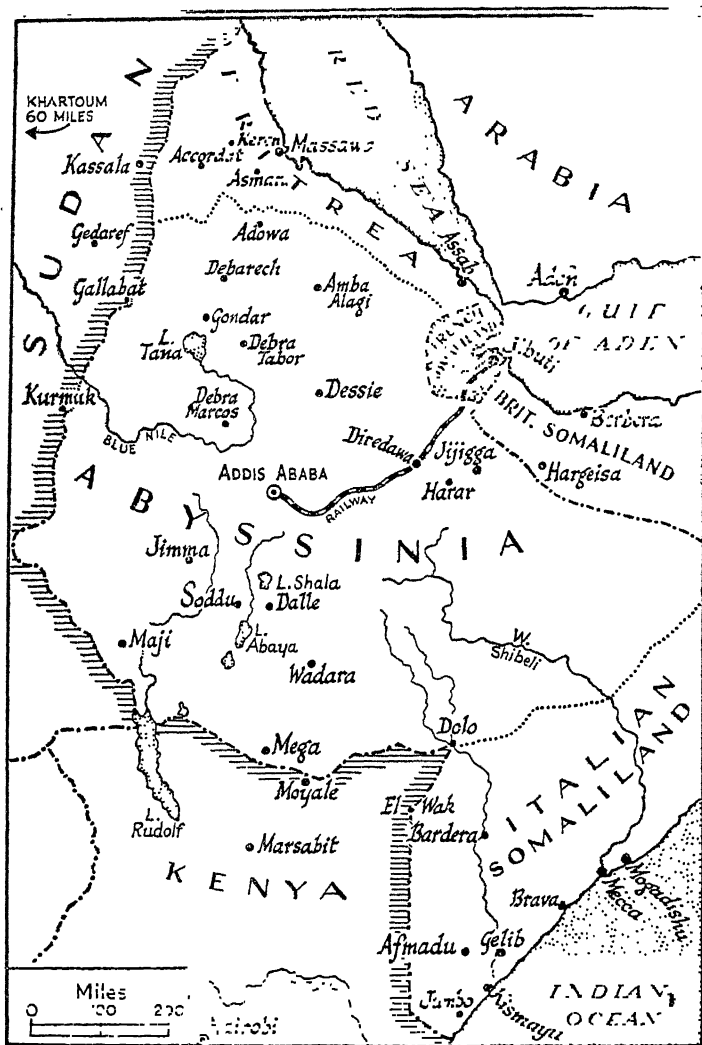 KHARTOUM
60 MILES
SUDAN
ARABIA
RED SEA
Keren
Massawa
Kassala
Accordat
Asmara
Gedaref
Adowa
Assab
Debarech
Aden
Gallabat
Amba
Alagi
GULF
OF ADEN
Gondar
L.
Tana
Debra
Tabor
Jibuti
Kurmuk
Debra
Marcos
Dessie
BRIT. SOMALILAND
Berbera
BLUE NILE
Diredawa
Jijigga
Hargeisa
ADDIS ABABA
Harar
RAILWAY
ABYSSINIA
Jimma
L. Shala
Soddu
Dalle
W.
Shibeli
Maji
L.
Abaya
Wadara
Dolo
Mega
ITALIAN
SOMALILAND
Moyale
El Wak
L.
Rudolf
Bardera
Marsabit
KENYA
Mogadishu
Mecca
Brava
Afmadu
Gelib
Miles
0 100 200
INDIAN
OCEAN
Jumbo
Kismayu